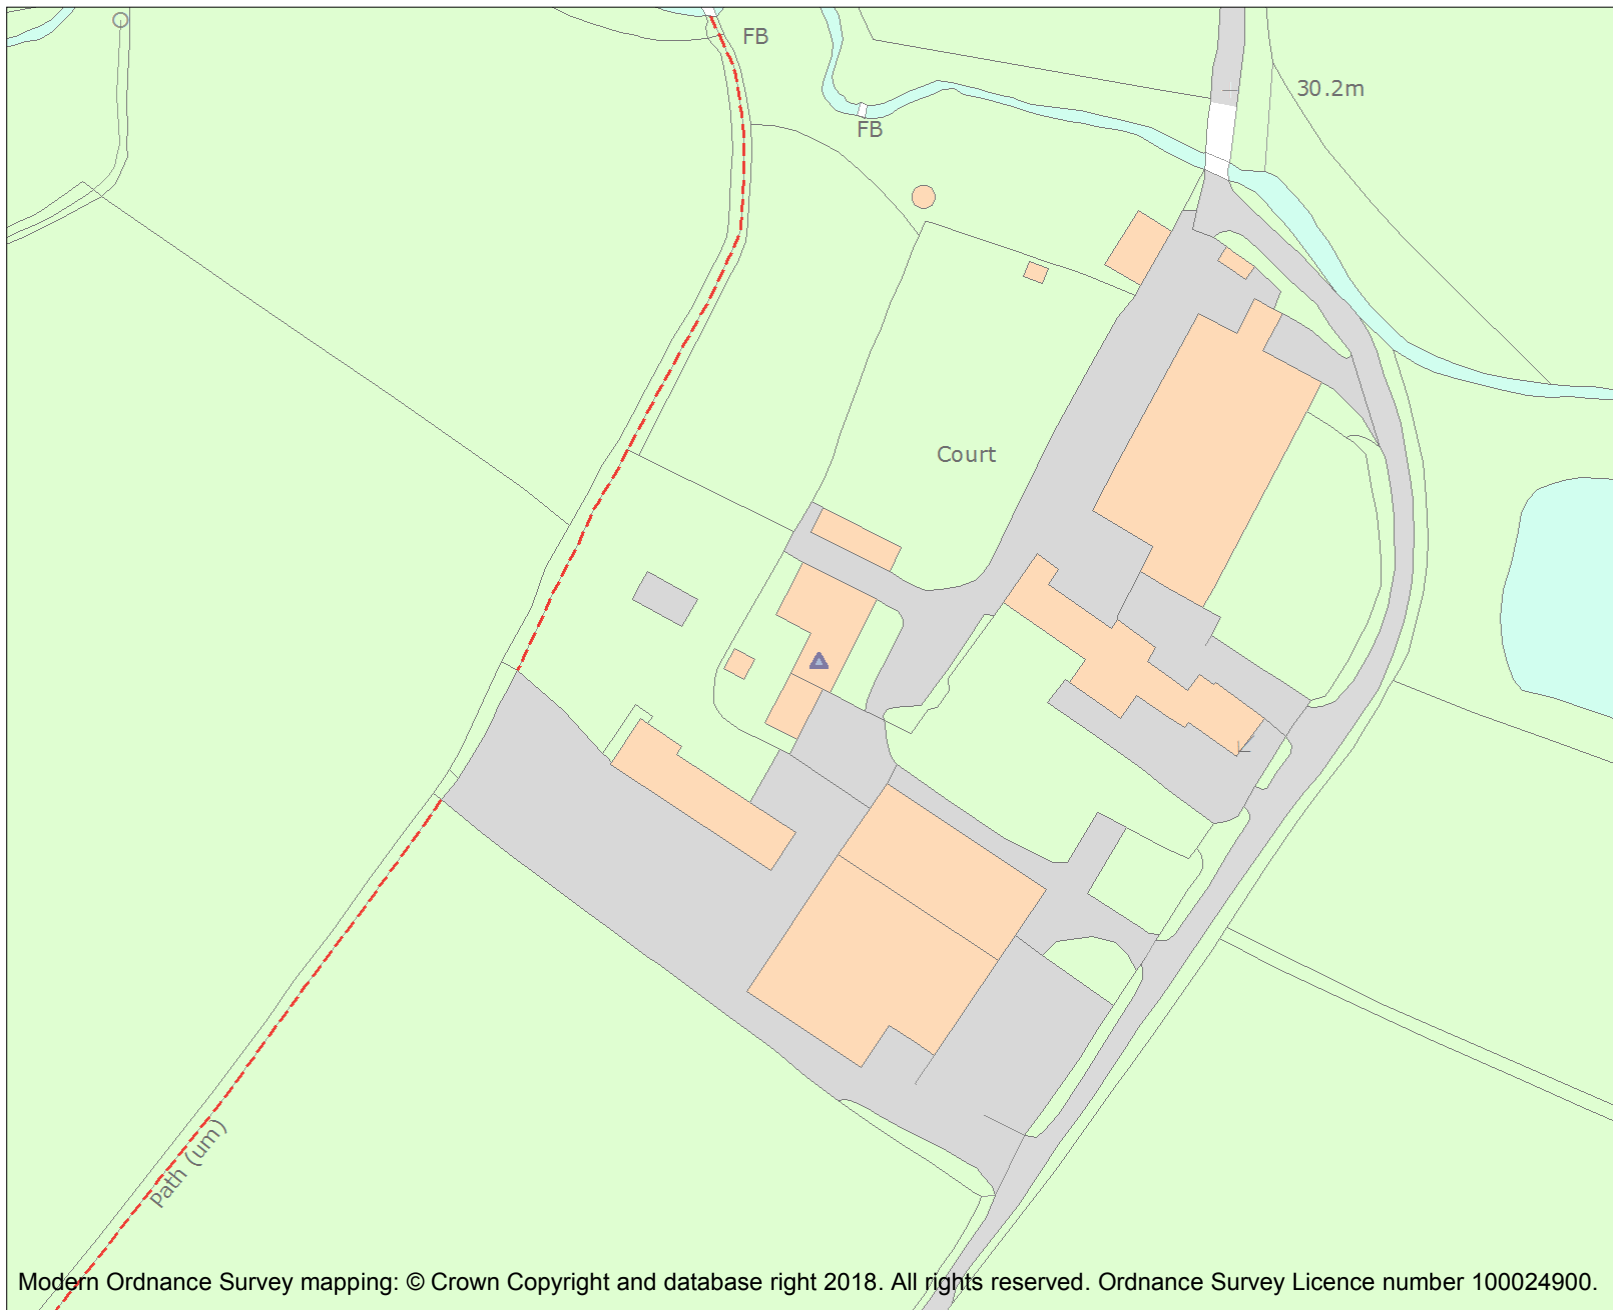 FB
30.2m
FB
Court
Path (um)
Modern Ordnance Survey mapping: © Crown Copyright and database right 2018. All rights reserved. Ordnance Survey Licence number 100024900.